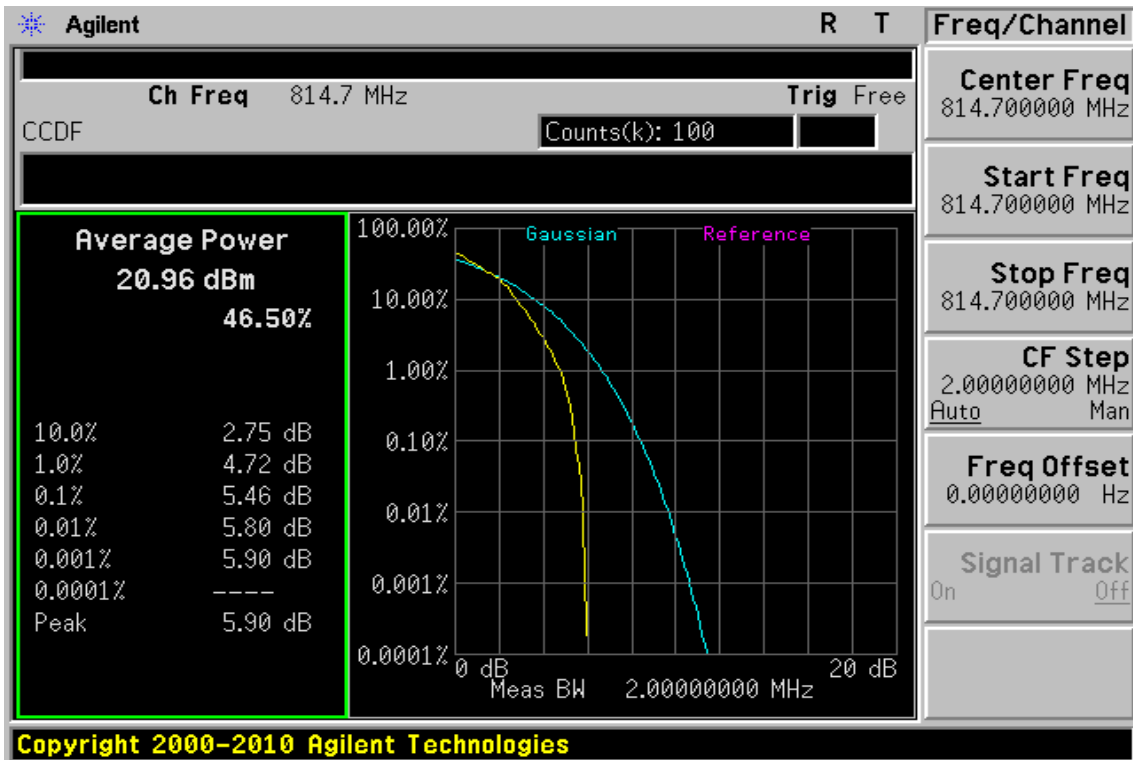 Agilent
R T
Ch Freq 814.7 MHz
Trig Free
CCDF
Counts(k): 100
Average Power
20.96 dBm
46.50%
10.0% 2.75 dB
1.0% 4.72 dB
0.1% 5.46 dB
0.01% 5.80 dB
0.001% 5.90 dB
0.0001% ----
Peak 5.90 dB
Gaussian
Reference
100.00%
10.00%
1.00%
0.10%
0.01%
0.001%
0.0001%
0 dB
20 dB
Meas BW 2.00000000 MHz
Freq/Channel
Center Freq
814.700000 MHz
Start Freq
814.700000 MHz
Stop Freq
814.700000 MHz
CF Step
2.00000000 MHz
Auto Man
Freq Offset
0.00000000 Hz
Signal Track
On Off
Copyright 2000-2010 Agilent Technologies